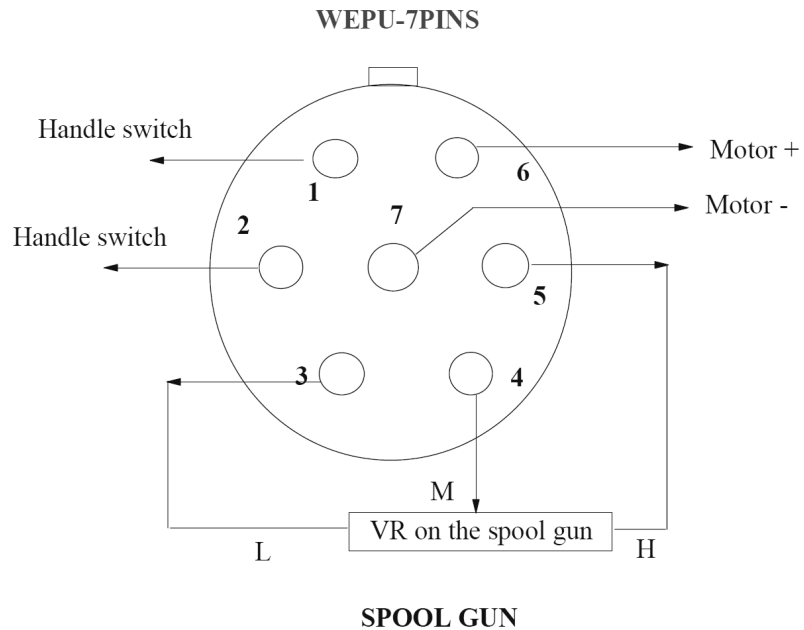 WEPU-7PINS
Handle switch
1
6
Motor +
Handle switch
2
7
Motor -
5
3
4
M
VR on the spool gun
L
H
SPOOL GUN